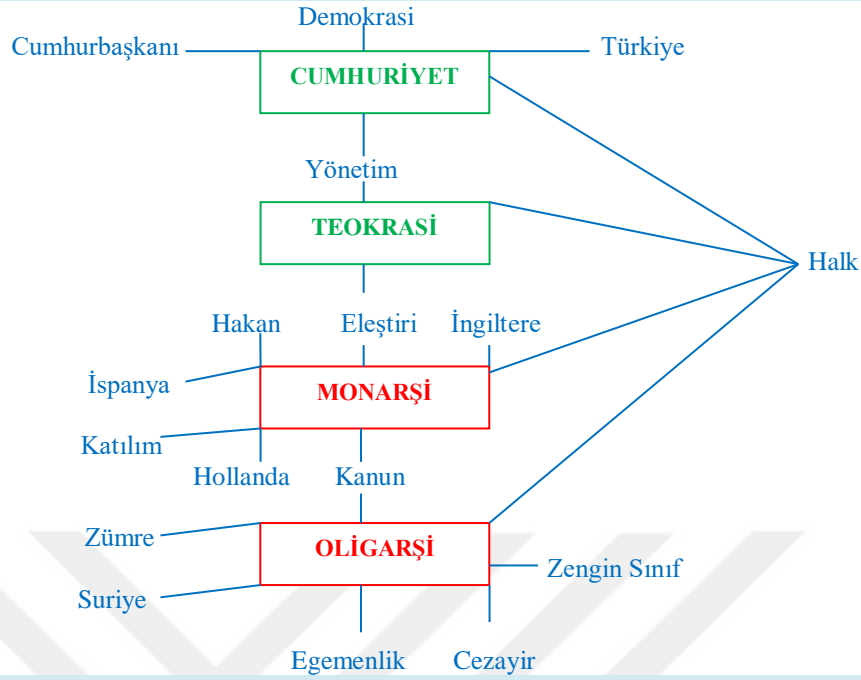 Demokrasi
Cumhurbaşkanı
Türkiye
CUMHURİYET
Yönetim
TEOKRASİ
Halk
Hakan
Eleştiri
İngiltere
İspanya
MONARŞİ
Katılım
Hollanda
Kanun
Zümre
OLİGARŞİ
Zengin Sınıf
Suriye
Egemenlik
Cezayir